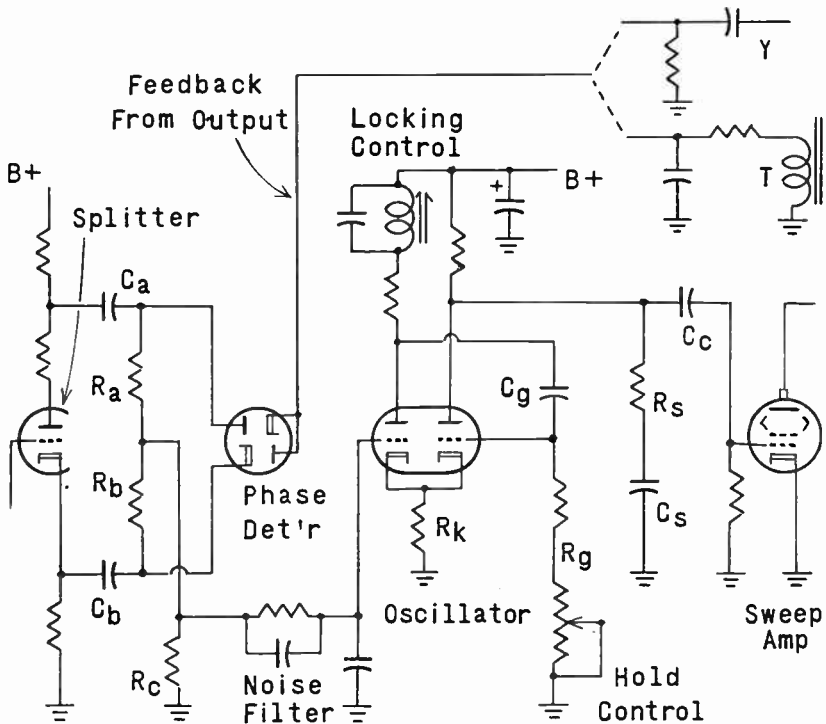 Y
Feedback
From Output
Locking
Control
B+
+
B+
T
Splitter
Ca
Cc
Ra
Cg
Rs
Rb
Phase
Det'r
Rk
Cs
Rg
Cb
Oscillator
Sweep
Amp
Rc
Noise
Filter
Hold
Control